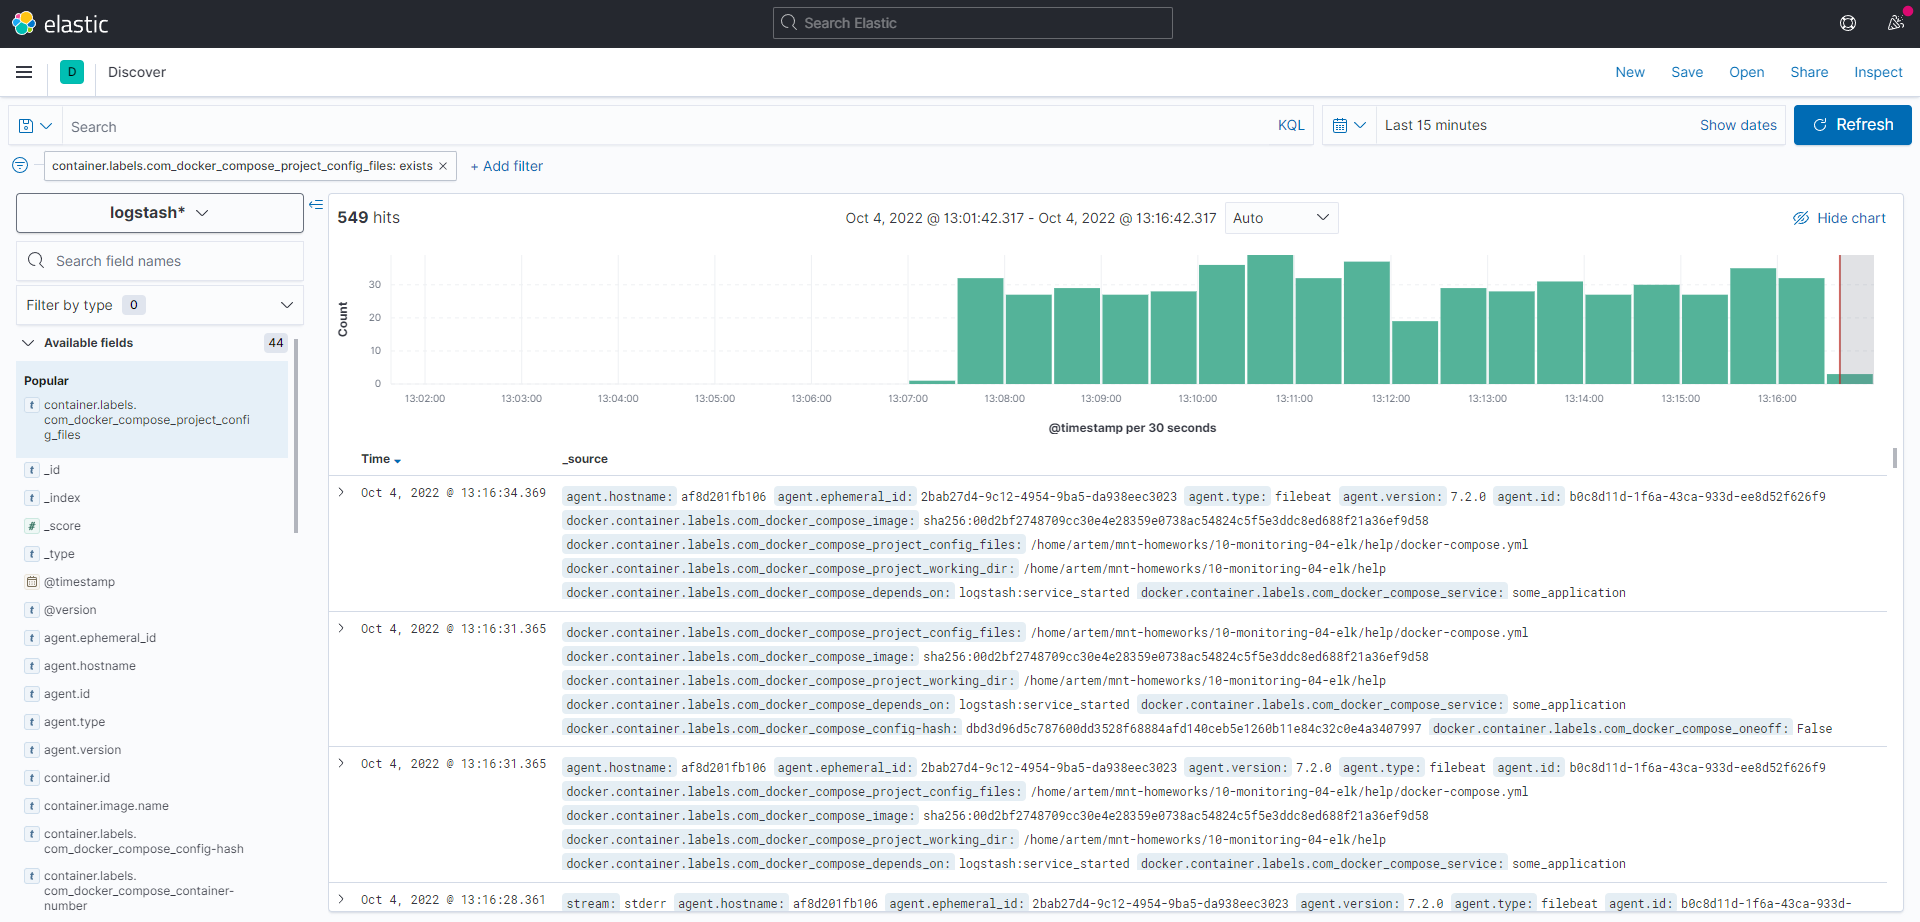 elastic
Search Elastic
D
Discover
New Save Open Share Inspect
Search
KQL
Last 15 minutes
Show dates
Refresh
container.labels.com_docker_compose_project_config_files: exists ×
+ Add filter
logstash*
Search field names
Filter by type 0
Available fields 44
Popular
t container.labels.
com_docker_compose_project_confi
g_files
t _id
t _index
# _score
t _type
@timestamp
t @version
t agent.ephemeral_id
t agent.hostname
t agent.id
t agent.type
t agent.version
t container.id
t container.image.name
t container.labels.
com_docker_compose_config-hash
t container.labels.
com_docker_compose_container-
number
549 hits
Oct 4, 2022 @ 13:01:42.317 - Oct 4, 2022 @ 13:16:42.317 Auto
Hide chart
Count
30
20
10
0
13:02:00 13:03:00 13:04:00 13:05:00 13:06:00 13:07:00 13:08:00 13:09:00 13:10:00 13:11:00 13:12:00 13:13:00 13:14:00 13:15:00 13:16:00
@timestamp per 30 seconds
Time _source
Oct 4, 2022 @ 13:16:34.369 agent.hostname: af8d201fb106 agent.ephemeral_id: 2bab27d4-9c12-4954-9ba5-da938eec3023 agent.type: filebeat agent.version: 7.2.0 agent.id: b0c8d11d-1f6a-43ca-933d-ee8d52f626f9
docker.container.labels.com_docker_compose_image: sha256:00d2bf2748709cc30e4e28359e0738ac54824c5f5e3ddc8ed688f21a36ef9d58
docker.container.labels.com_docker_compose_project_config_files: /home/artem/mnt-homeworks/10-monitoring-04-elk/help/docker-compose.yml
docker.container.labels.com_docker_compose_project_working_dir: /home/artem/mnt-homeworks/10-monitoring-04-elk/help
docker.container.labels.com_docker_compose_depends_on: logstash:service_started docker.container.labels.com_docker_compose_service: some_application
Oct 4, 2022 @ 13:16:31.365 docker.container.labels.com_docker_compose_project_config_files: /home/artem/mnt-homeworks/10-monitoring-04-elk/help/docker-compose.yml
docker.container.labels.com_docker_compose_image: sha256:00d2bf2748709cc30e4e28359e0738ac54824c5f5e3ddc8ed688f21a36ef9d58
docker.container.labels.com_docker_compose_project_working_dir: /home/artem/mnt-homeworks/10-monitoring-04-elk/help
docker.container.labels.com_docker_compose_depends_on: logstash:service_started docker.container.labels.com_docker_compose_service: some_application
docker.container.labels.com_docker_compose_config-hash: dbd3d96d5c787600dd3528f68884afd140ceb5e1260b11e84c32c0e4a3407997 docker.container.labels.com_docker_compose_oneoff: False
Oct 4, 2022 @ 13:16:31.365 agent.hostname: af8d201fb106 agent.ephemeral_id: 2bab27d4-9c12-4954-9ba5-da938eec3023 agent.version: 7.2.0 agent.type: filebeat agent.id: b0c8d11d-1f6a-43ca-933d-ee8d52f626f9
docker.container.labels.com_docker_compose_project_config_files: /home/artem/mnt-homeworks/10-monitoring-04-elk/help/docker-compose.yml
docker.container.labels.com_docker_compose_image: sha256:00d2bf2748709cc30e4e28359e0738ac54824c5f5e3ddc8ed688f21a36ef9d58
docker.container.labels.com_docker_compose_project_working_dir: /home/artem/mnt-homeworks/10-monitoring-04-elk/help
docker.container.labels.com_docker_compose_depends_on: logstash:service_started docker.container.labels.com_docker_compose_service: some_application
Oct 4, 2022 @ 13:16:28.361 stream: stderr agent.hostname: af8d201fb106 agent.ephemeral_id: 2bab27d4-9c12-4954-9ba5-da938eec3023 agent.version: 7.2.0 agent.type: filebeat agent.id: b0c8d11d-1f6a-43ca-933d-